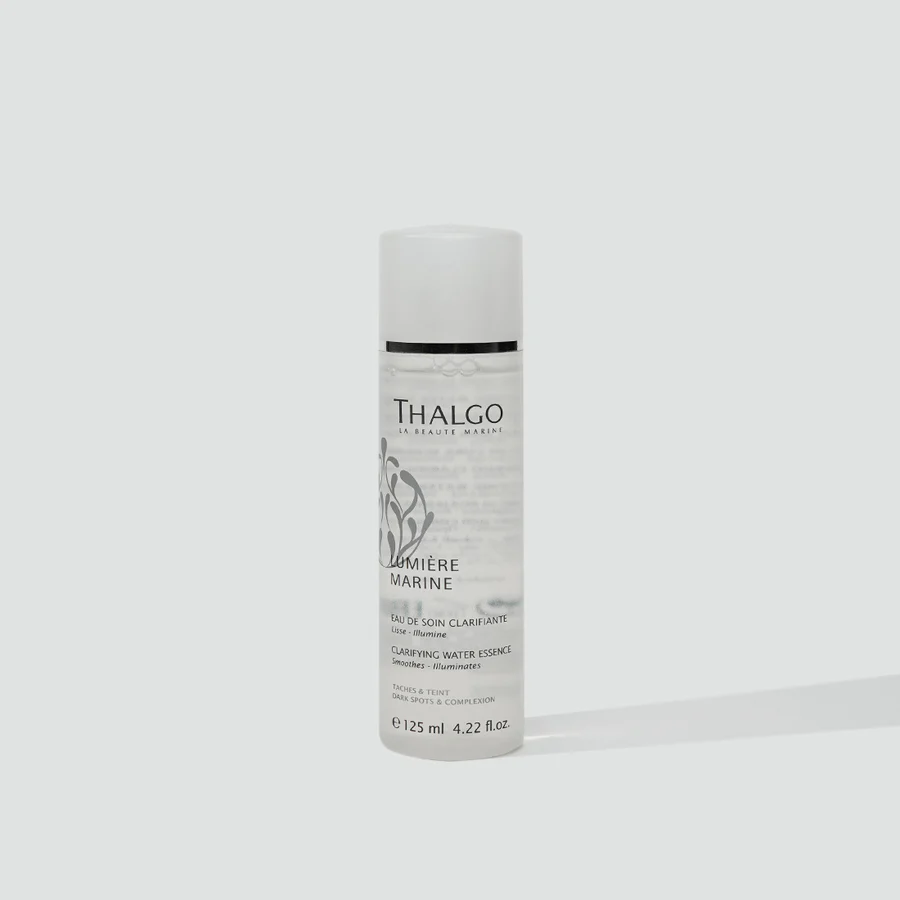 THALGO
LA BEAUTÉ MARINE
LUMIÈRE
MARINE
EAU DE SOIN CLARIFIANTE
Lisse - Illumine
CLARIFYING WATER ESSENCE
Smoothes - Illuminates
TACHES & TEINT
DARK SPOTS & COMPLEXION
℮ 125 ml 4.22 fl.oz.